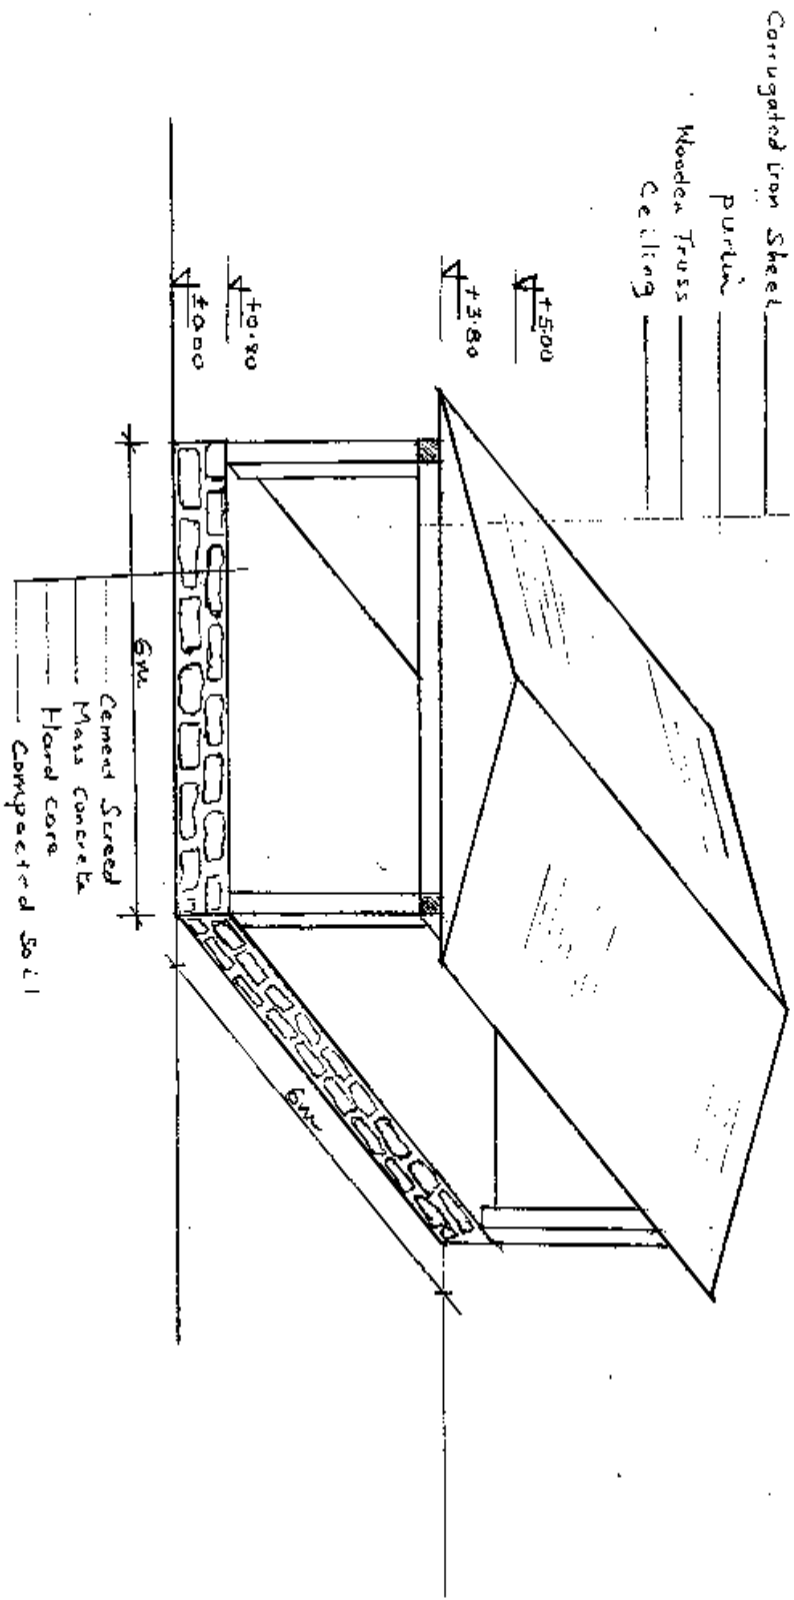 Corrugated iron Sheet
purlin
Wooden Truss
Ceiling
+5.00
+3.80
+0.80
±0.00
6m
6m
Cement Screed
Mass Concrete
Hard core
Compacted Soil